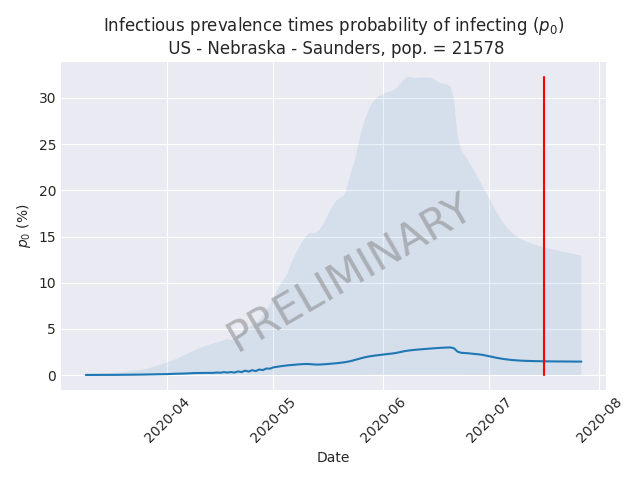 Infectious prevalence times probability of infecting (p₀)
US - Nebraska - Saunders, pop. = 21578
30
25
20
15
10
5
0
p₀ (%)
PRELIMINARY
2020-04
2020-05
2020-06
2020-07
2020-08
Date